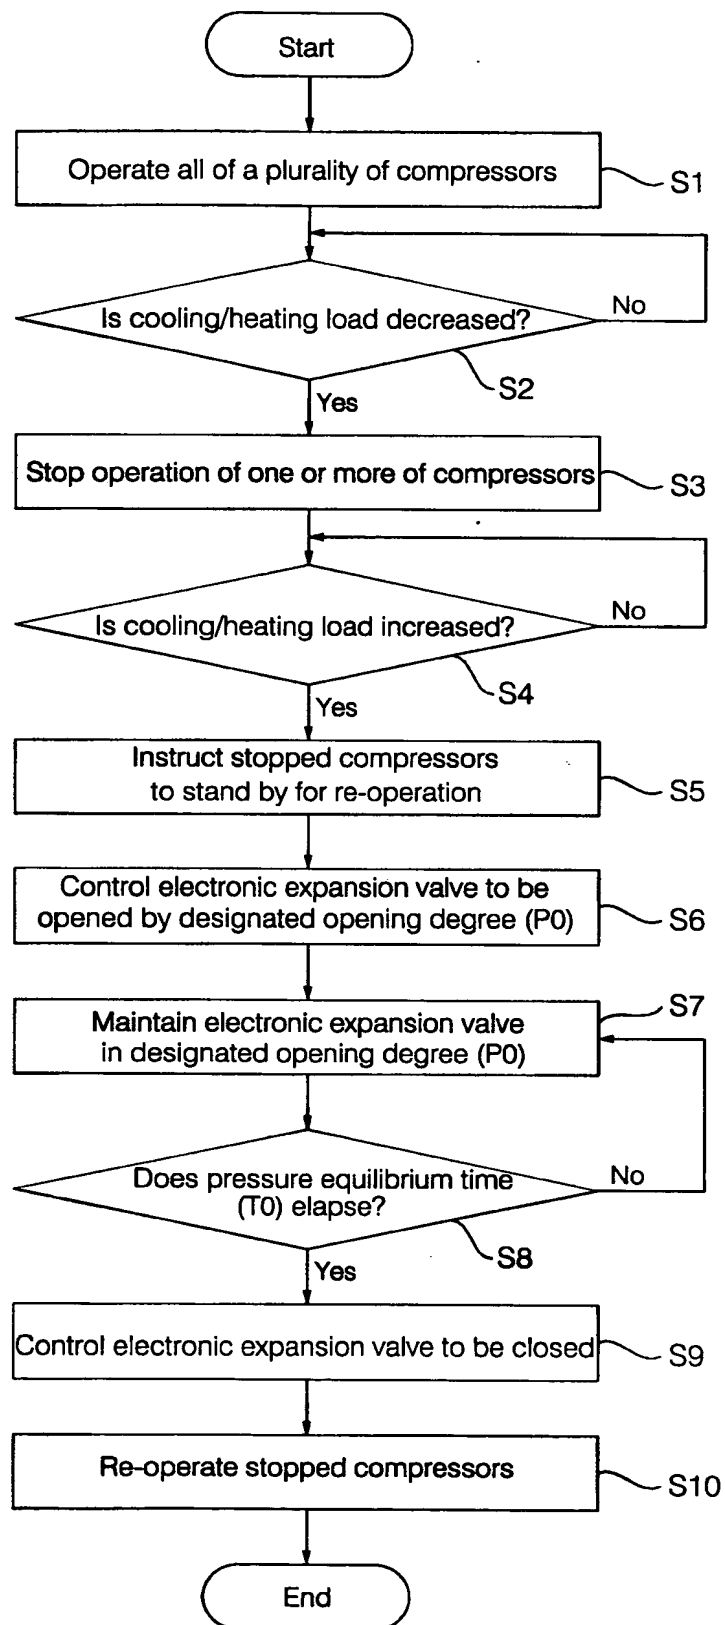 Start
Operate all of a plurality of compressors
S1
Is cooling/heating load decreased?
No
S2
Yes
Stop operation of one or more of compressors
S3
Is cooling/heating load increased?
No
S4
Yes
Instruct stopped compressors
to stand by for re-operation
S5
Control electronic expansion valve to be
opened by designated opening degree (P0)
S6
Maintain electronic expansion valve
in designated opening degree (P0)
S7
Does pressure equilibrium time
(T0) elapse?
No
S8
Yes
Control electronic expansion valve to be closed
S9
Re-operate stopped compressors
S10
End